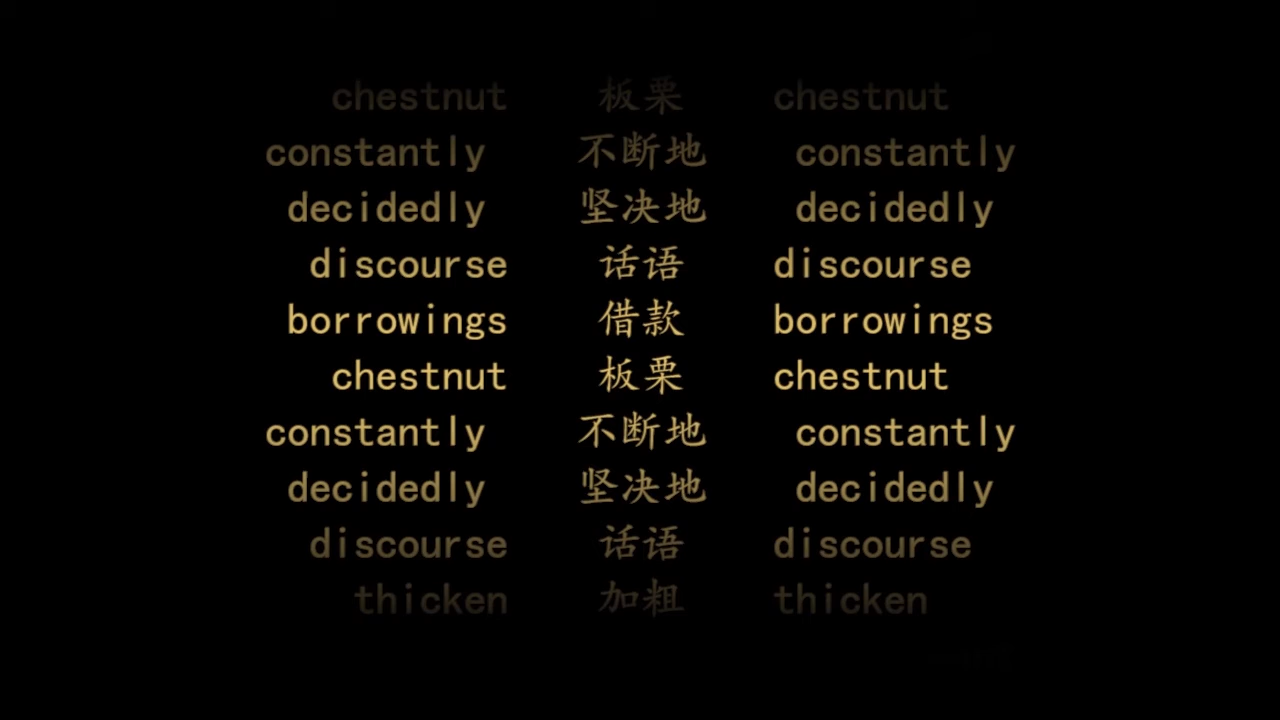 chestnut 板栗 chestnut
constantly 不断地 constantly
decidedly 坚决地 decidedly
discourse 话语 discourse
borrowings 借款 borrowings
chestnut 板栗 chestnut
constantly 不断地 constantly
decidedly 坚决地 decidedly
discourse 话语 discourse
thicken 加粗 thicken